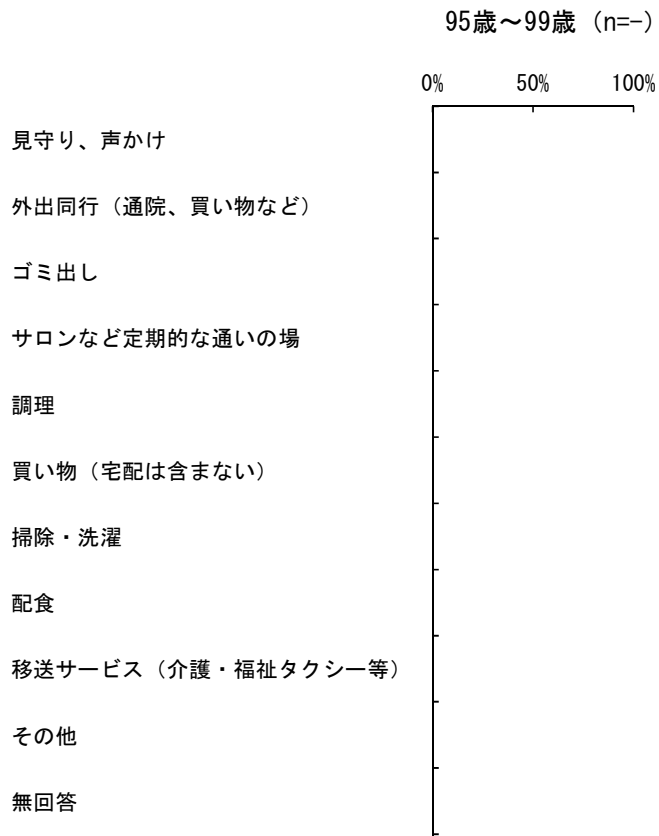 95歳～99歳（n=-）
0% 50% 100%
見守り、声かけ
外出同行（通院、買い物など）
ゴミ出し
サロンなど定期的な通いの場
調理
買い物（宅配は含まない）
掃除・洗濯
配食
移送サービス（介護・福祉タクシー等）
その他
無回答